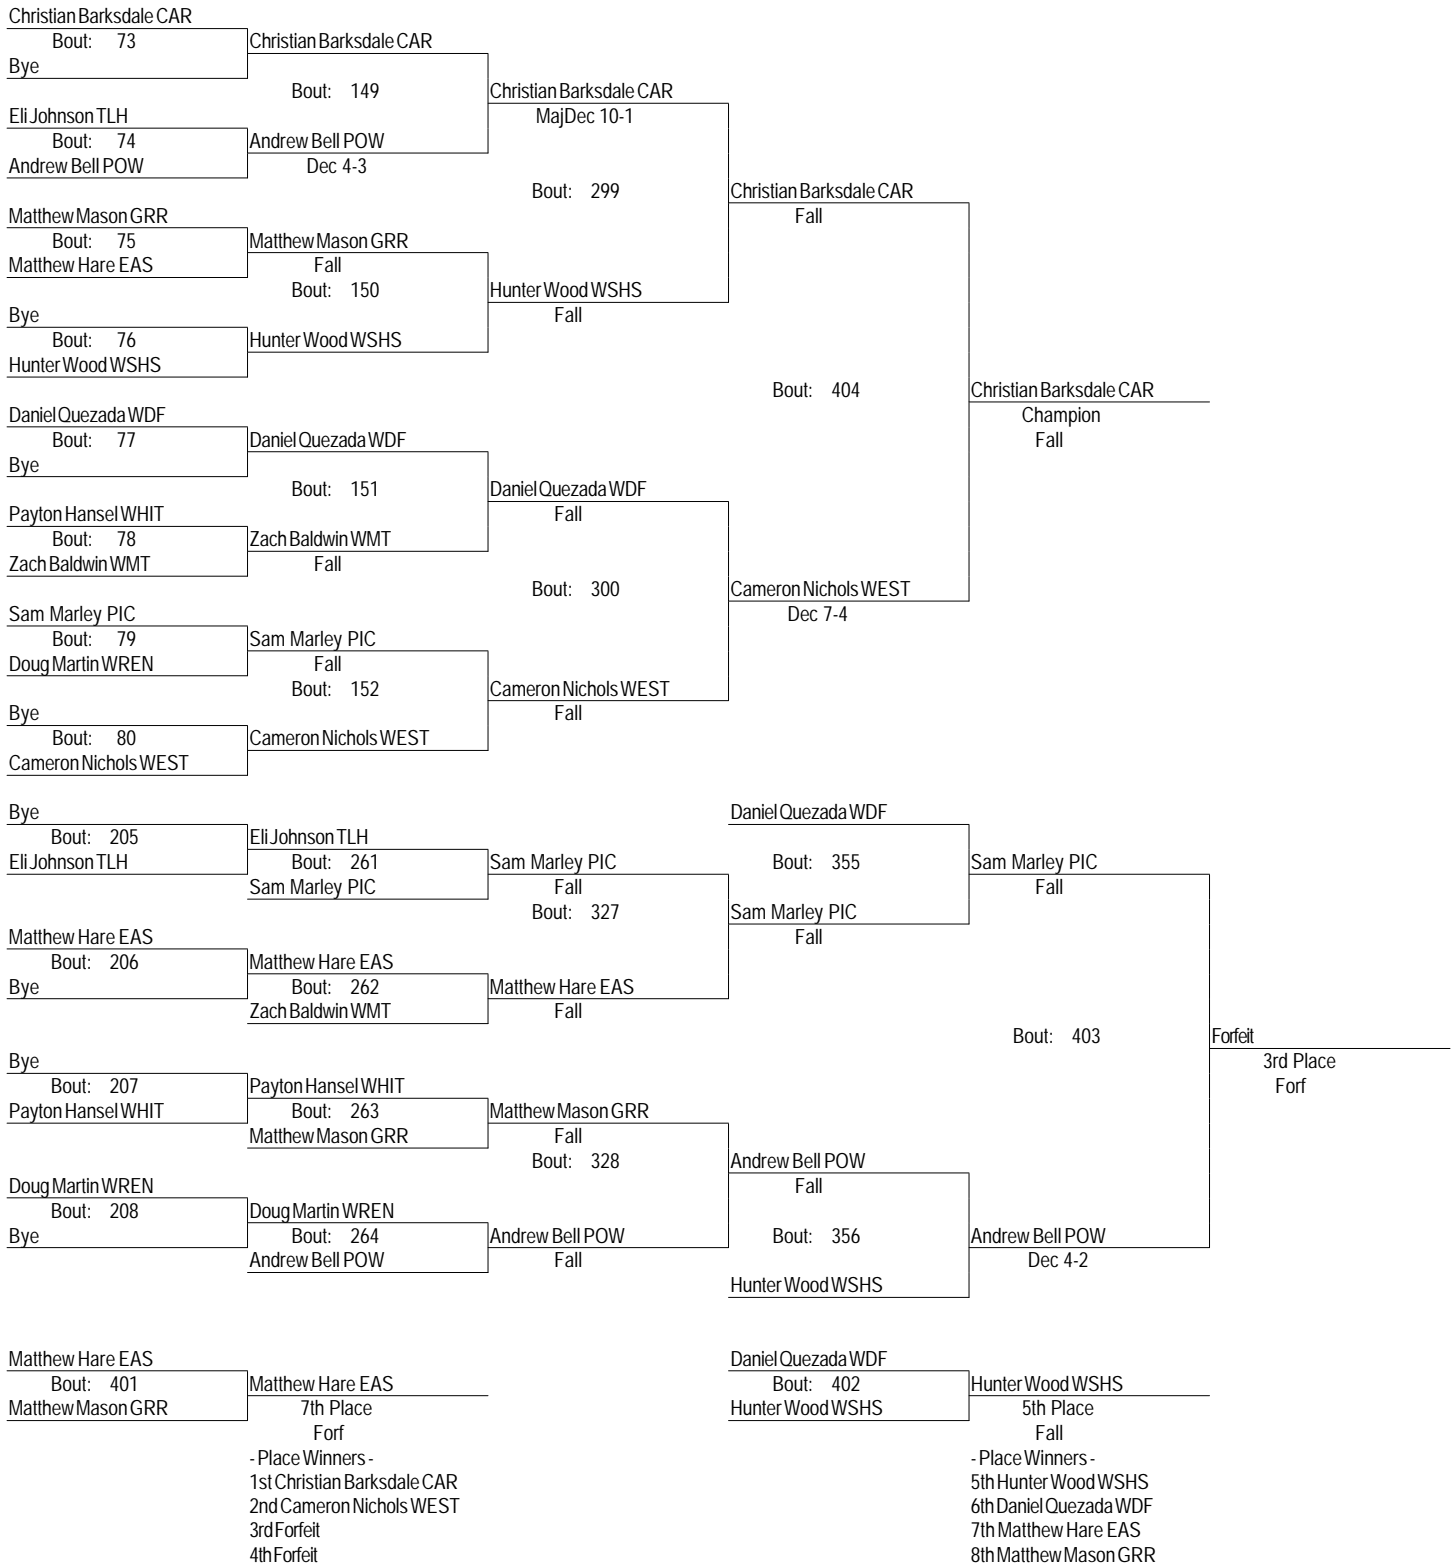 Christian Barksdale CAR
Bout: 73
Christian Barksdale CAR
Bye
Bout: 149
Christian Barksdale CAR
Eli Johnson TLH
MajDec 10-1
Bout: 74
Andrew Bell POW
Andrew Bell POW
Dec 4-3
Bout: 299
Christian Barksdale CAR
Matthew Mason GRR
Fall
Bout: 75
Matthew Mason GRR
Matthew Hare EAS
Fall
Bout: 150
Hunter Wood WSHS
Bye
Fall
Bout: 76
Hunter Wood WSHS
Hunter Wood WSHS
Bout: 404
Christian Barksdale CAR
Daniel Quezada WDF
Champion
Bout: 77
Daniel Quezada WDF
Fall
Bye
Bout: 151
Daniel Quezada WDF
Payton Hansel WHIT
Fall
Bout: 78
Zach Baldwin WMT
Zach Baldwin WMT
Fall
Bout: 300
Cameron Nichols WEST
Sam Marley PIC
Dec 7-4
Bout: 79
Sam Marley PIC
Doug Martin WREN
Fall
Bout: 152
Cameron Nichols WEST
Bye
Fall
Bout: 80
Cameron Nichols WEST
Cameron Nichols WEST
Bye
Daniel Quezada WDF
Bout: 205
Eli Johnson TLH
Eli Johnson TLH
Bout: 261
Sam Marley PIC
Bout: 355
Sam Marley PIC
Sam Marley PIC
Fall
Fall
Bout: 327
Sam Marley PIC
Matthew Hare EAS
Fall
Bout: 206
Matthew Hare EAS
Bye
Bout: 262
Matthew Hare EAS
Zach Baldwin WMT
Fall
Bout: 403
Forfeit
Bye
3rd Place
Bout: 207
Payton Hansel WHIT
Forf
Payton Hansel WHIT
Bout: 263
Matthew Mason GRR
Matthew Mason GRR
Fall
Bout: 328
Andrew Bell POW
Doug Martin WREN
Fall
Bout: 208
Doug Martin WREN
Bye
Bout: 264
Andrew Bell POW
Bout: 356
Andrew Bell POW
Andrew Bell POW
Fall
Dec 4-2
Hunter Wood WSHS
Matthew Hare EAS
Daniel Quezada WDF
Bout: 401
Matthew Hare EAS
Bout: 402
Hunter Wood WSHS
Matthew Mason GRR
7th Place
Hunter Wood WSHS
5th Place
Forf
Fall
- Place Winners -
1st Christian Barksdale CAR
2nd Cameron Nichols WEST
3rd Forfeit
4th Forfeit
- Place Winners -
5th Hunter Wood WSHS
6th Daniel Quezada WDF
7th Matthew Hare EAS
8th Matthew Mason GRR